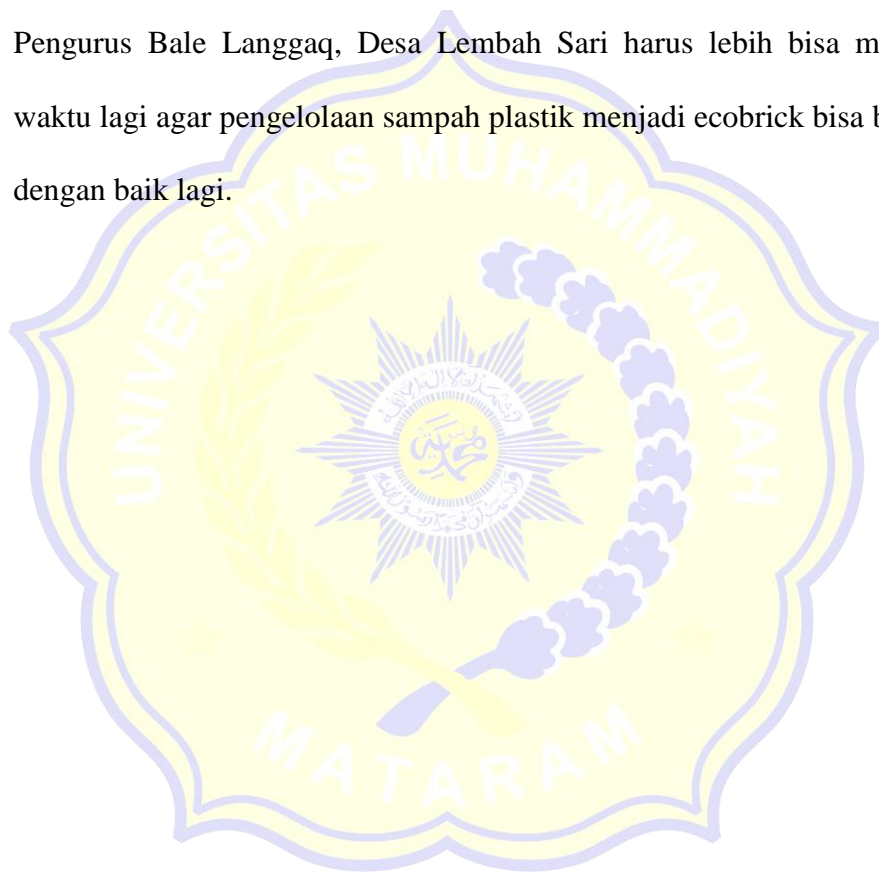 Pengurus Bale Langgaq, Desa Lembah Sari harus lebih bisa
waktu lagi agar pengelolaan sampah plastik menjadi ecobrick bisa
dengan baik lagi.
UNIVERSITAS MUHAMMADIYAH
MATARAM